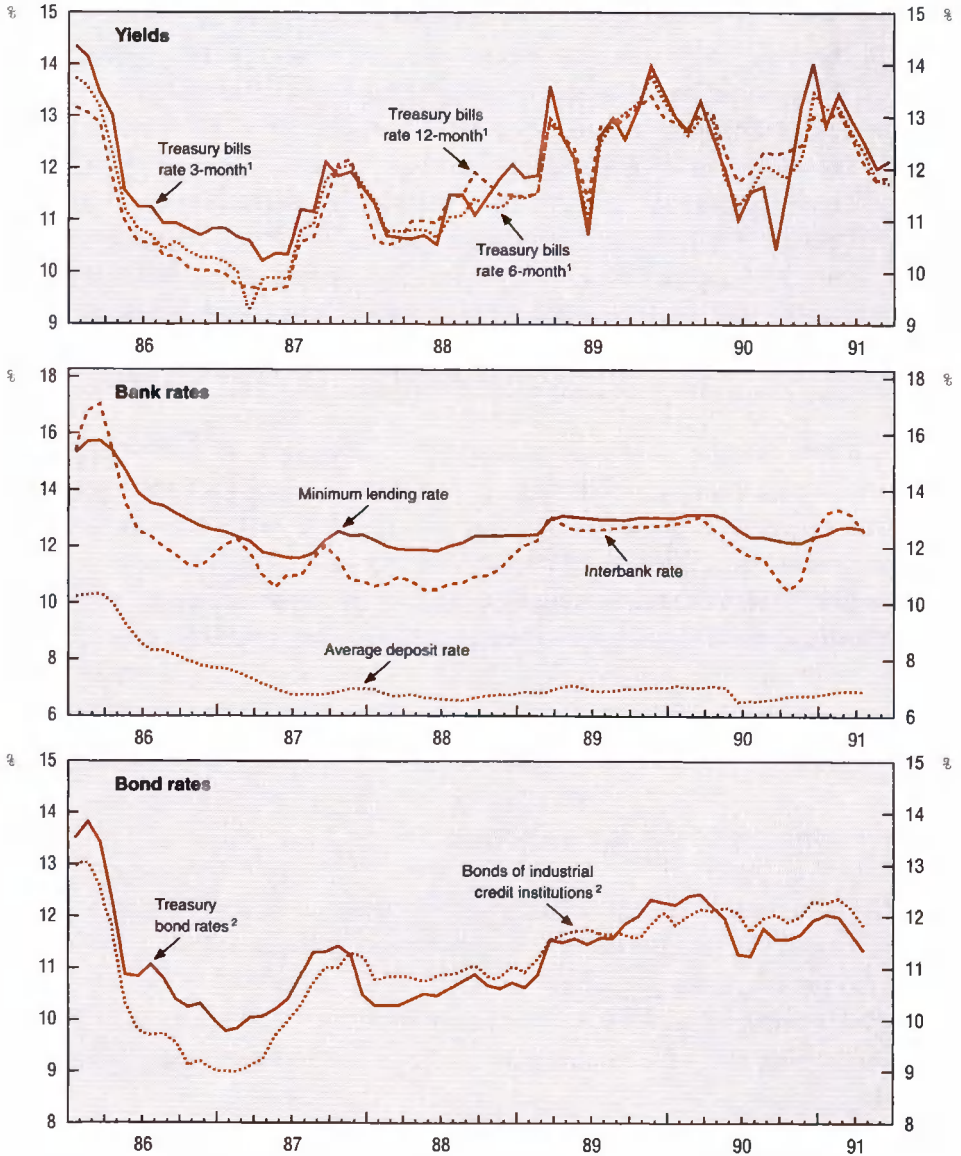 % %
Yields
15 15
14 14
13 13
12 12
11 11
10 10
9 9
Treasury bills
rate 3-month¹
Treasury bills
rate 12-month¹
Treasury bills
rate 6-month¹
86 87 88 89 90 91
% %
Bank rates
18 18
16 16
14 14
12 12
10 10
8 8
6 6
Minimum lending rate
Interbank rate
Average deposit rate
86 87 88 89 90 91
% %
Bond rates
15 15
14 14
13 13
12 12
11 11
10 10
9 9
8 8
Treasury
bond rates²
Bonds of industrial
credit institutions²
86 87 88 89 90 91